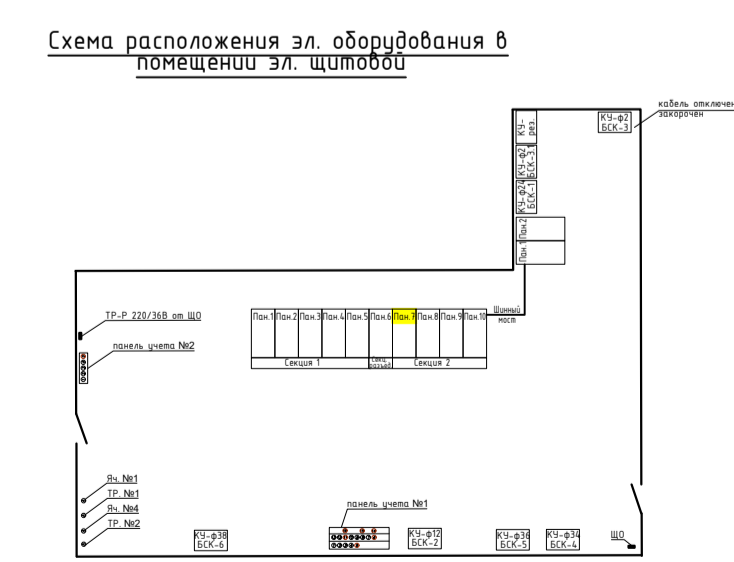 Схема расположения эл. оборудования в
помещении эл. щитовой
кабель отключен
закорочен
КУ-ф2
БСК-3
КУ-
рез.
КУ-ф21
БСК-3.1
КУ-ф24
БСК-1
Пан.2
Пан.1
Шинный
мост
ТР-Р 220/36В от ЩО
панель учета №2
Пан.1 Пан.2 Пан.3 Пан.4 Пан.5 Пан.6 Пан.7 Пан.8 Пан.9 Пан.10
Секция 1
Секц.
разъед.
Секция 2
Яч. №1
ТР. №1
Яч. №4
ТР. №2
КУ-ф38
БСК-6
панель учета №1
КУ-ф12
БСК-2
КУ-ф36
БСК-5
КУ-ф34
БСК-4
ЩО